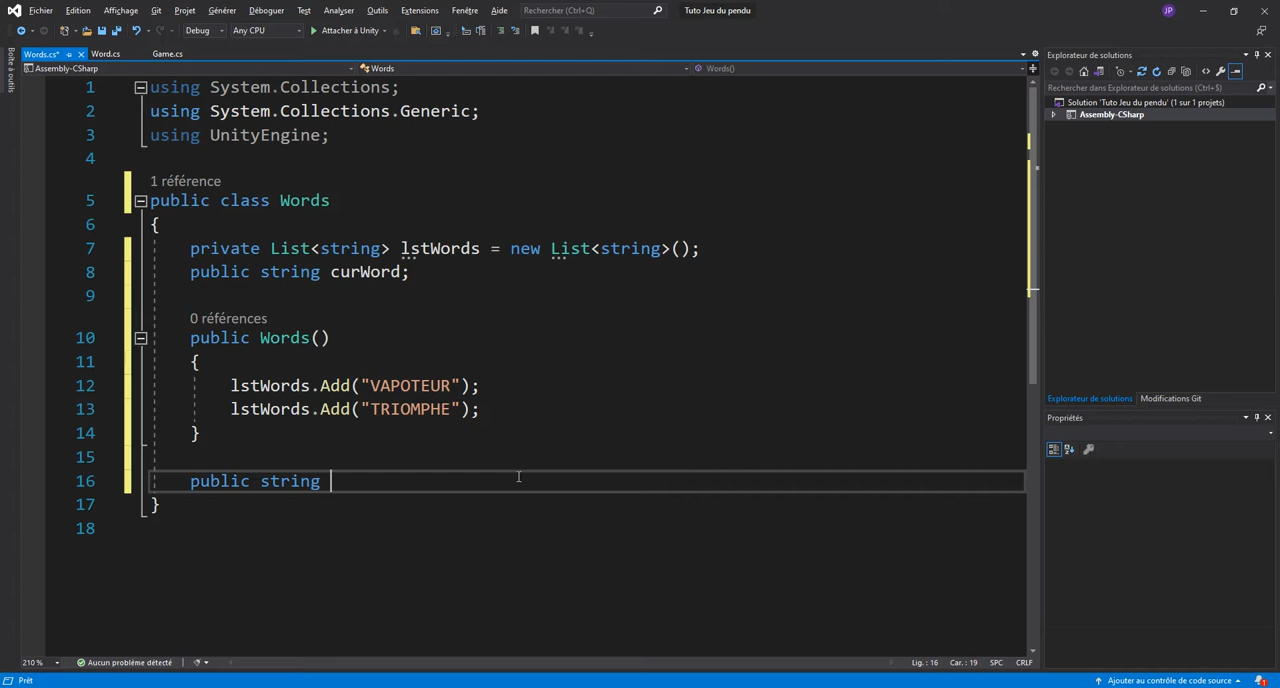 Fichier Edition Affichage Git Projet Générer Déboguer Test Analyser Outils Extensions Fenêtre Aide Rechercher (Ctrl+Q) Tuto Jeu du pendu JP
Debug Any CPU Attacher à Unity
Boîte à outils
Words.cs* Word.cs Game.cs
Assembly-CSharp Words Words()
1 using System.Collections;
2 using System.Collections.Generic;
3 using UnityEngine;
4
1 référence
5 public class Words
6 {
7 private List<string> lstWords = new List<string>();
8 public string curWord;
9
0 références
10 public Words()
11 {
12 lstWords.Add("VAPOTEUR");
13 lstWords.Add("TRIOMPHE");
14 }
15
16 public string
17 }
18
210 % Aucun problème détecté Lig. : 16 Car. : 19 SPC CRLF
Explorateur de solutions
Rechercher dans Explorateur de solutions (Ctrl+$)
Solution 'Tuto Jeu du pendu' (1 sur 1 projets)
Assembly-CSharp
Explorateur de solutions Modifications Git
Propriétés
Prêt Ajouter au contrôle de code source 1